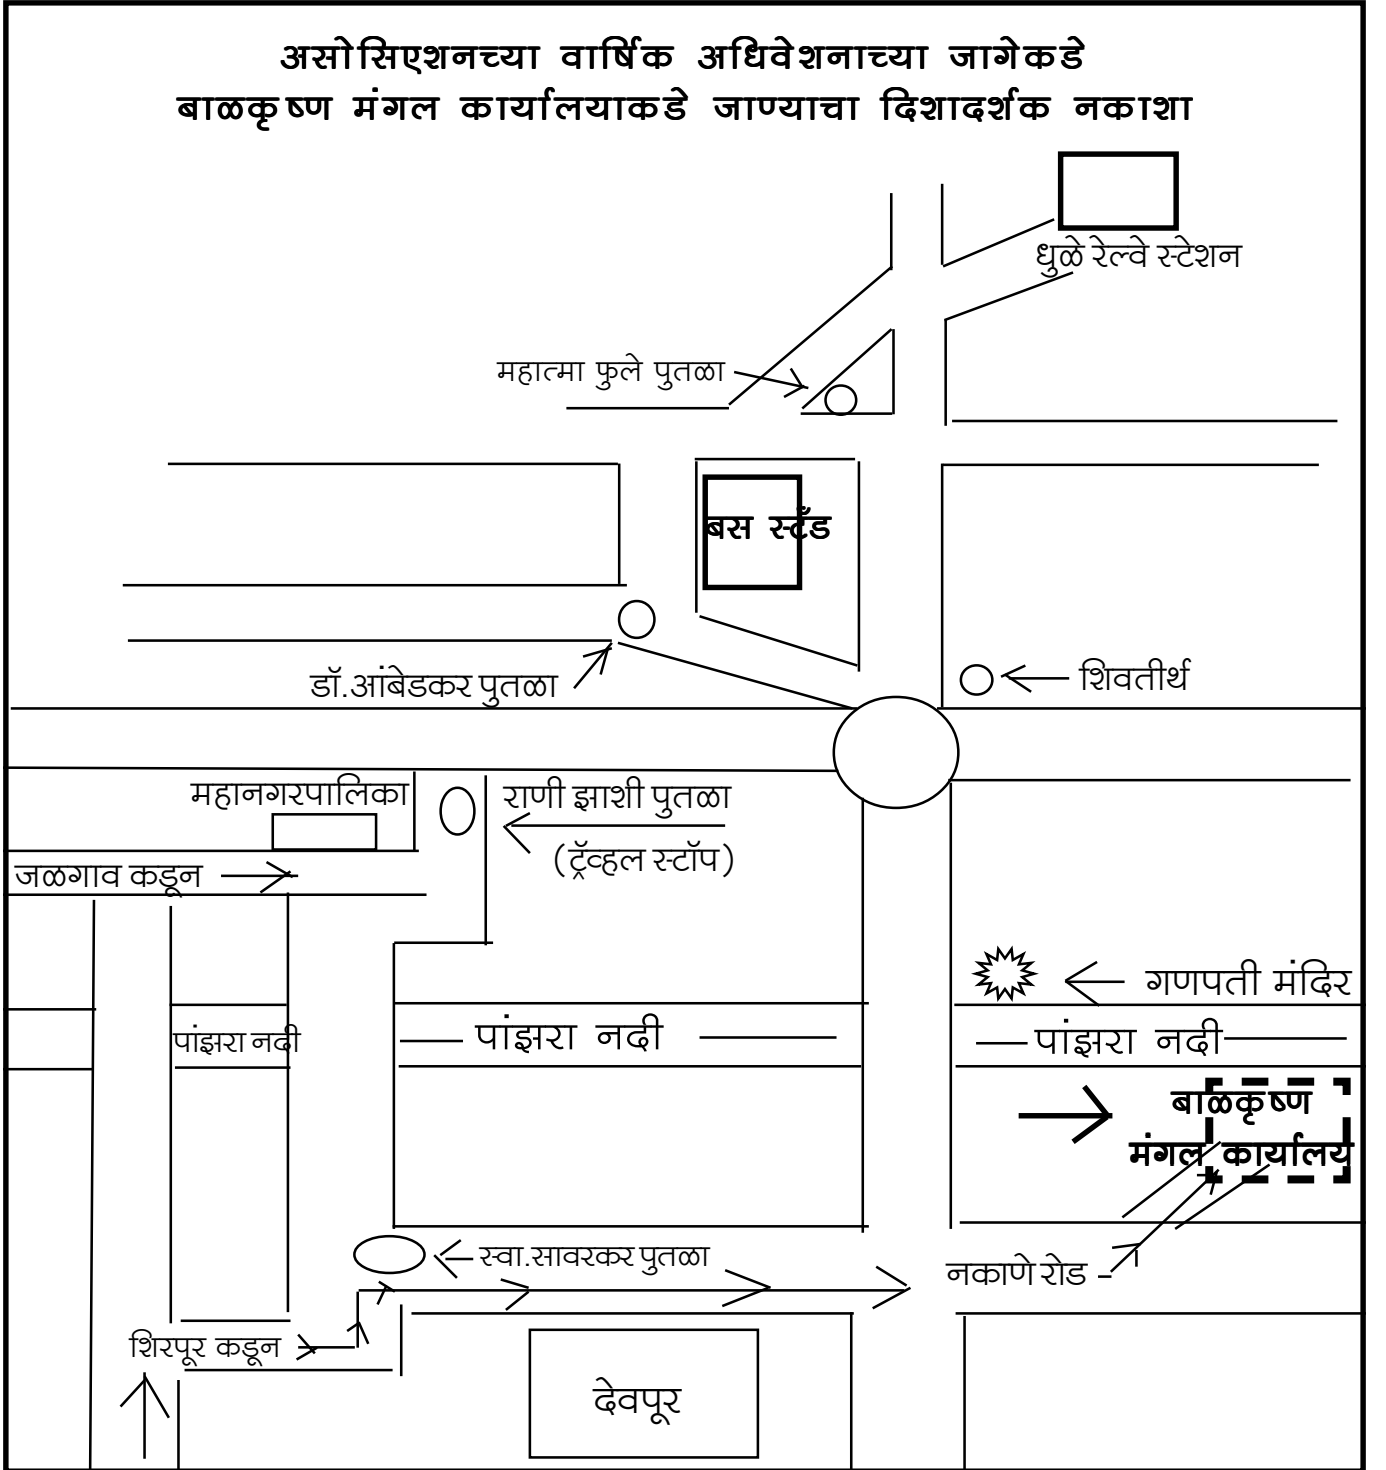 असोसिएशनच्या वार्षिक अधिवेशनाच्या जागेकडे
बाळकृष्ण मंगल कार्यालयाकडे जाण्याचा दिशादर्शक नकाशा
धुळे रेल्वे स्टेशन
महात्मा फुले पुतळा
बस स्टॅंड
डॉ.आंबेडकर पुतळा
शिवतीर्थ
महानगरपालिका
राणी झाशी पुतळा
(ट्रॅव्हल स्टॉप)
जळगाव कडून
गणपती मंदिर
पांझरा नदी
पांझरा नदी
पांझरा नदी
बाळकृष्ण
मंगल कार्यालय
स्वा.सावरकर पुतळा
नकाणे रोड
शिरपूर कडून
देवपूर